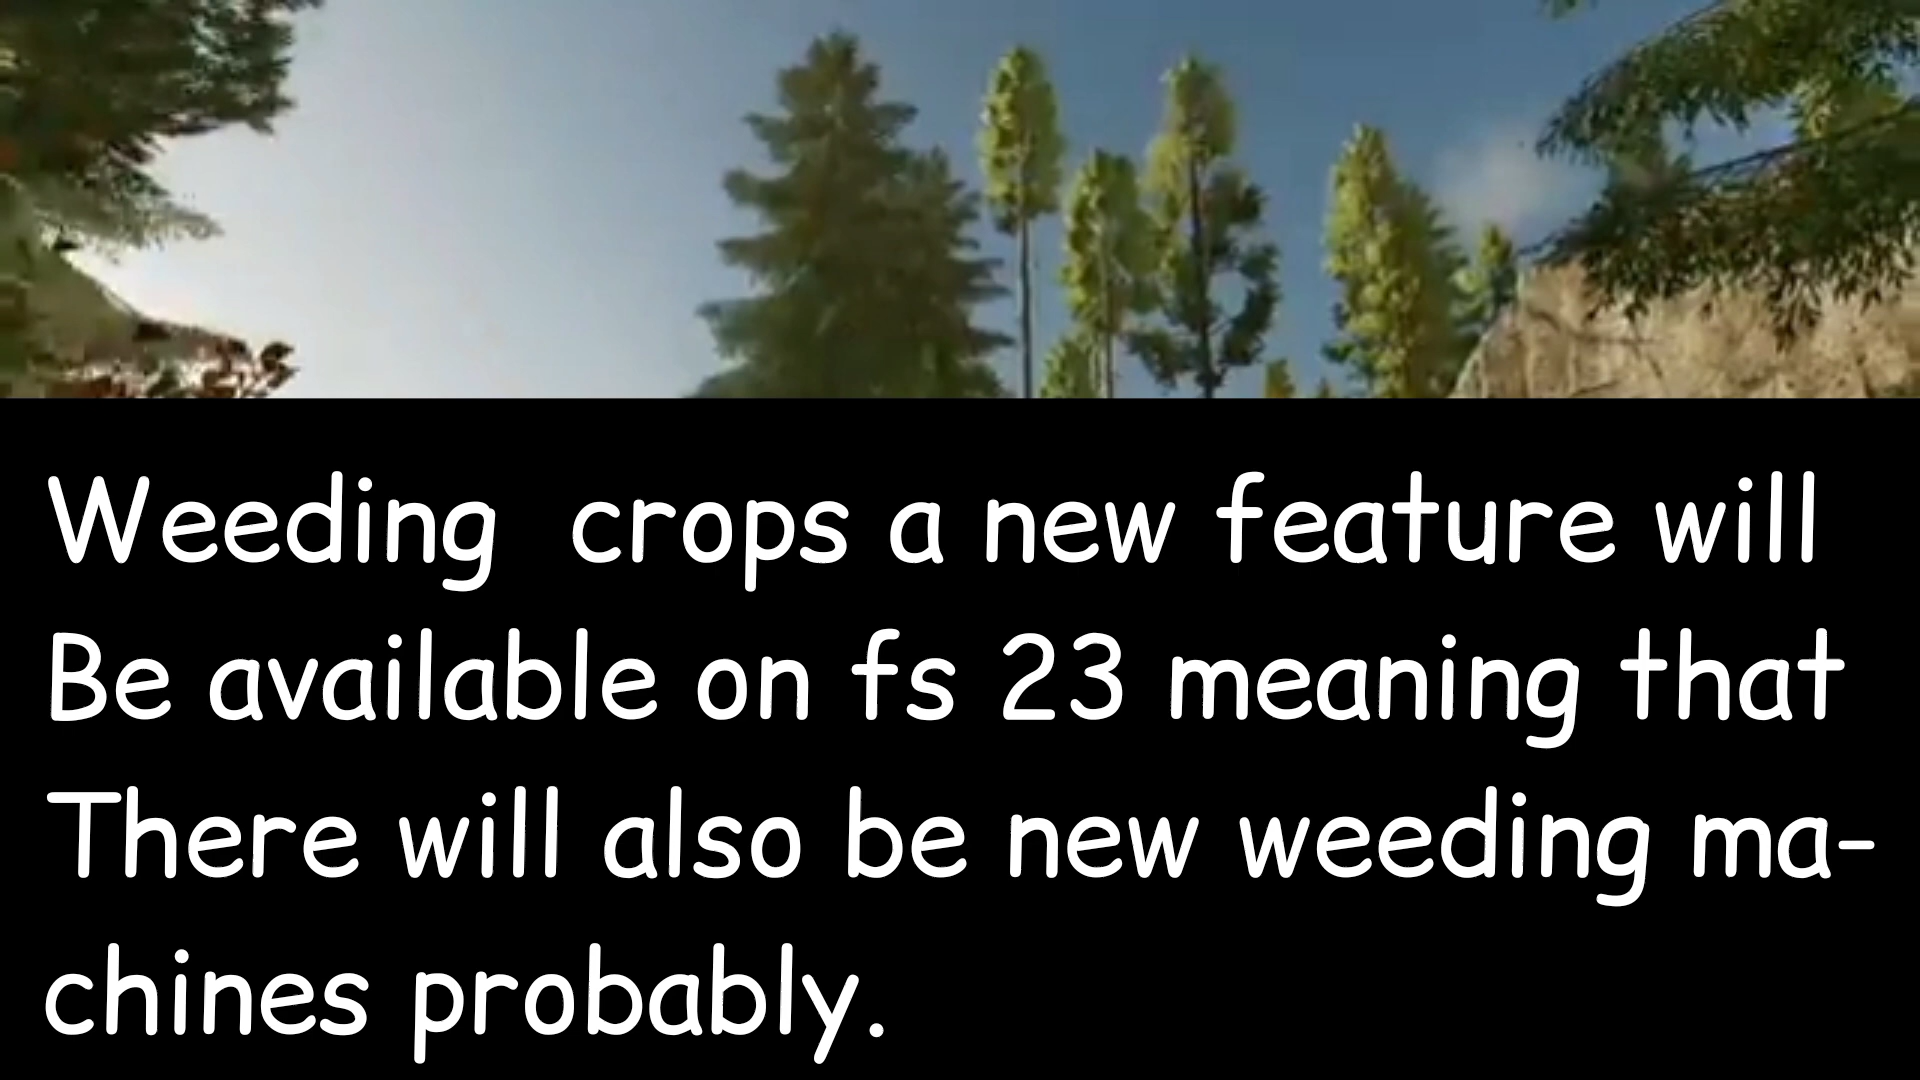 Weeding  crops a new feature will
Be available on fs 23 meaning that
There will also be new weeding ma-
chines probably.